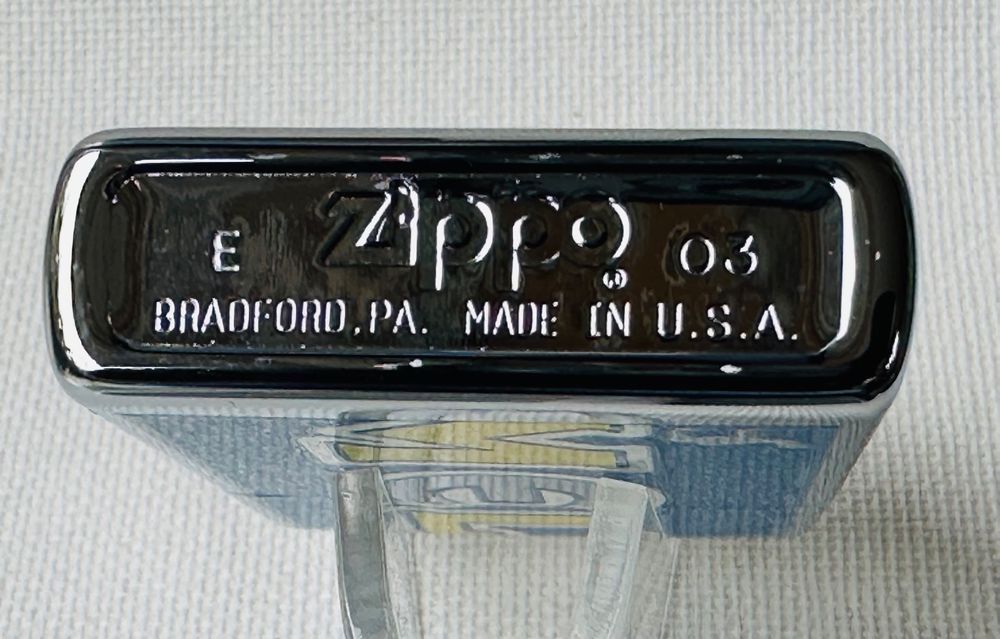 E Zippo ® 03
BRADFORD, PA. MADE IN U.S.A.